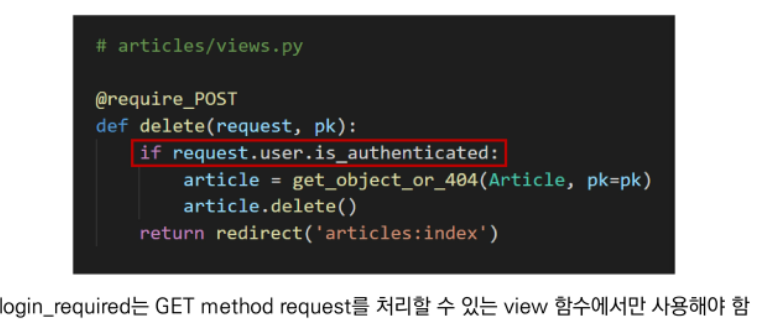 # articles/views.py
@require_POST
def delete(request, pk):
if request.user.is_authenticated:
article = get_object_or_404(Article, pk=pk)
article.delete()
return redirect('articles:index')
login_required는 GET method request를 처리할 수 있는 view 함수에서만 사용해야 함